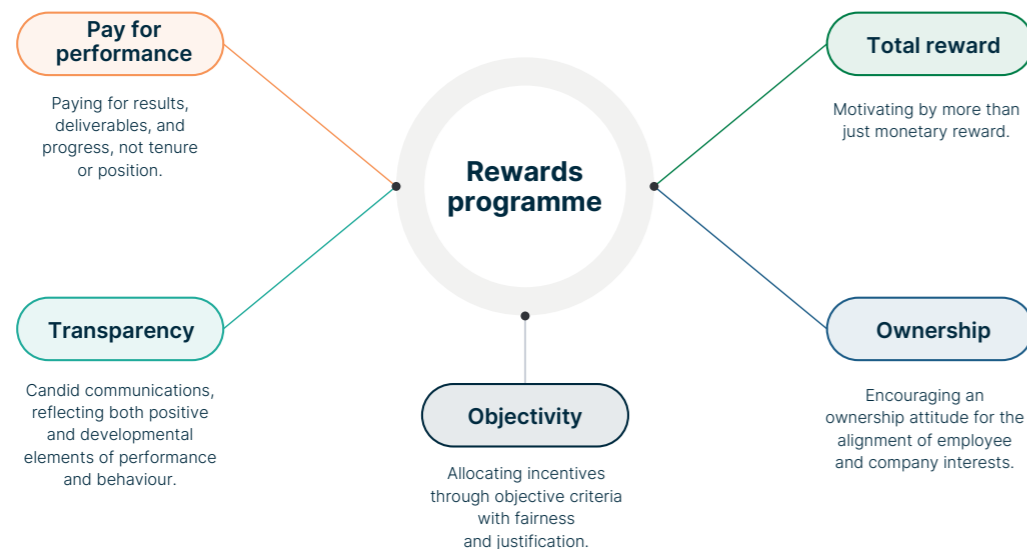 Pay for
performance
Paying for results,
deliverables, and
progress, not tenure
or position.
Total reward
Motivating by more than
just monetary reward.
Rewards
programme
Transparency
Candid communications,
reflecting both positive
and developmental
elements of performance
and behaviour.
Objectivity
Allocating incentives
through objective criteria
with fairness
and justification.
Ownership
Encouraging an
ownership attitude for the
alignment of employee
and company interests.